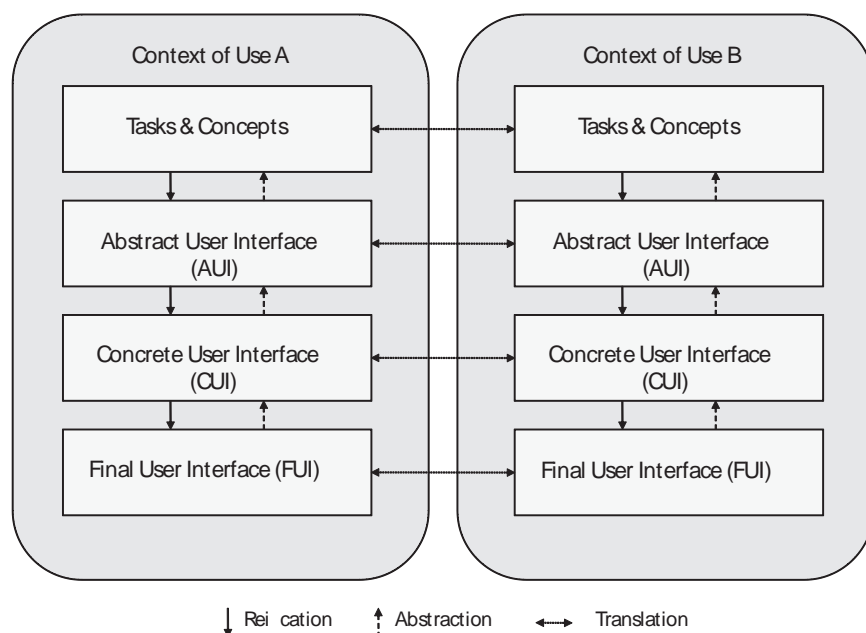 Context of Use A
Tasks & Concepts
Abstract User Interface
(AUI)
Concrete User Interface
(CUI)
Final User Interface (FUI)
Context of Use B
Tasks & Concepts
Abstract User Interface
(AUI)
Concrete User Interface
(CUI)
Final User Interface (FUI)
Rei cation
Abstraction
Translation